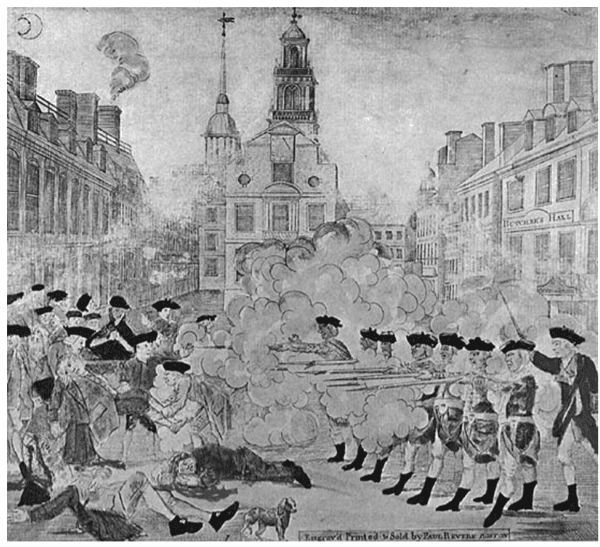 BUTCHER'S HALL
Engrav'd Printed & Sold by PAUL REVERE BOSTON